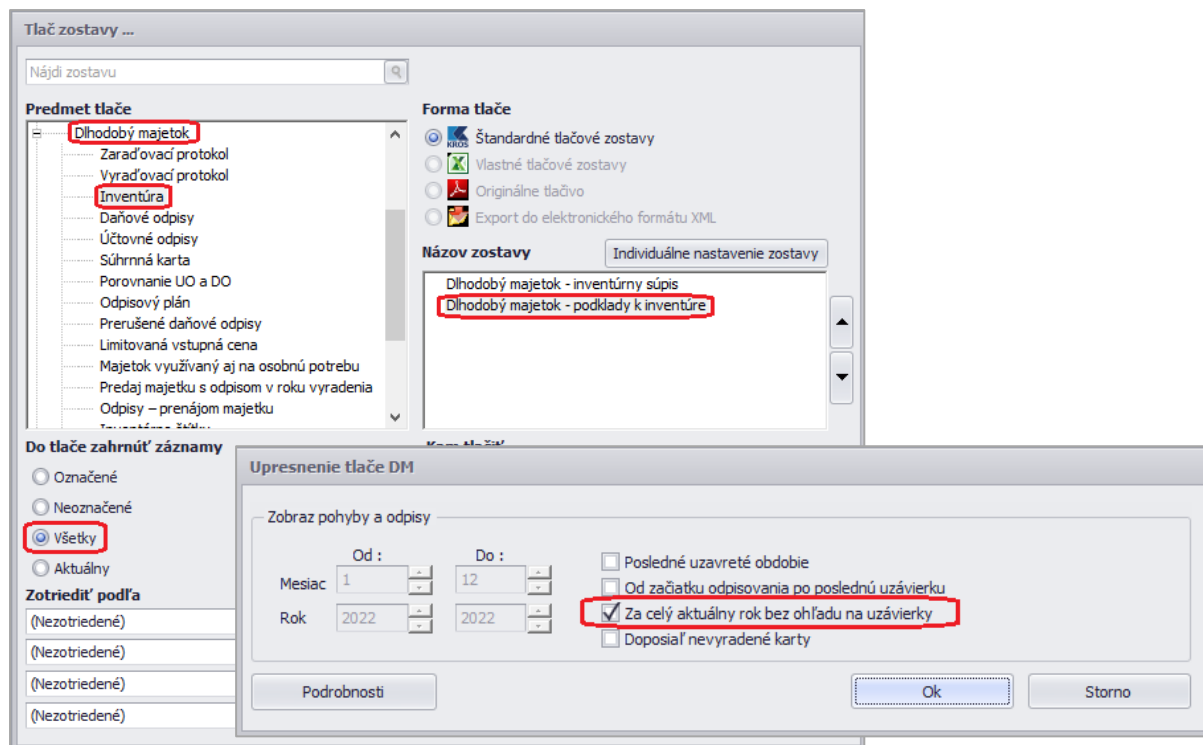 Tlač zostavy ...
Nájdi zostavu
Predmet tlače
Dlhodobý majetok
Zaraďovací protokol
Vyraďovací protokol
Inventúra
Daňové odpisy
Účtovné odpisy
Súhrnná karta
Porovnanie UO a DO
Odpisový plán
Prerušené daňové odpisy
Limitovaná vstupná cena
Majetok využívaný aj na osobnú potrebu
Predaj majetku s odpisom v roku vyradenia
Odpisy – prenájom majetku
Forma tlače
KROS Štandardné tlačové zostavy
Vlastné tlačové zostavy
Originálne tlačivo
Export do elektronického formátu XML
Názov zostavy
Individuálne nastavenie zostavy
Dlhodobý majetok - inventúrny súpis
Dlhodobý majetok - podklady k inventúre
Do tlače zahrnúť záznamy
Označené
Neoznačené
Všetky
Aktuálny
Zotriediť podľa
(Nezotriedené)
(Nezotriedené)
(Nezotriedené)
(Nezotriedené)
Kam tlačiť
Upresnenie tlače DM
Zobraz pohyby a odpisy
Od : Do :
Mesiac 1 12
Rok 2022 2022
Posledné uzavreté obdobie
Od začiatku odpisovania po poslednú uzávierku
Za celý aktuálny rok bez ohľadu na uzávierky
Doposiaľ nevyradené karty
Podrobnosti
Ok
Storno